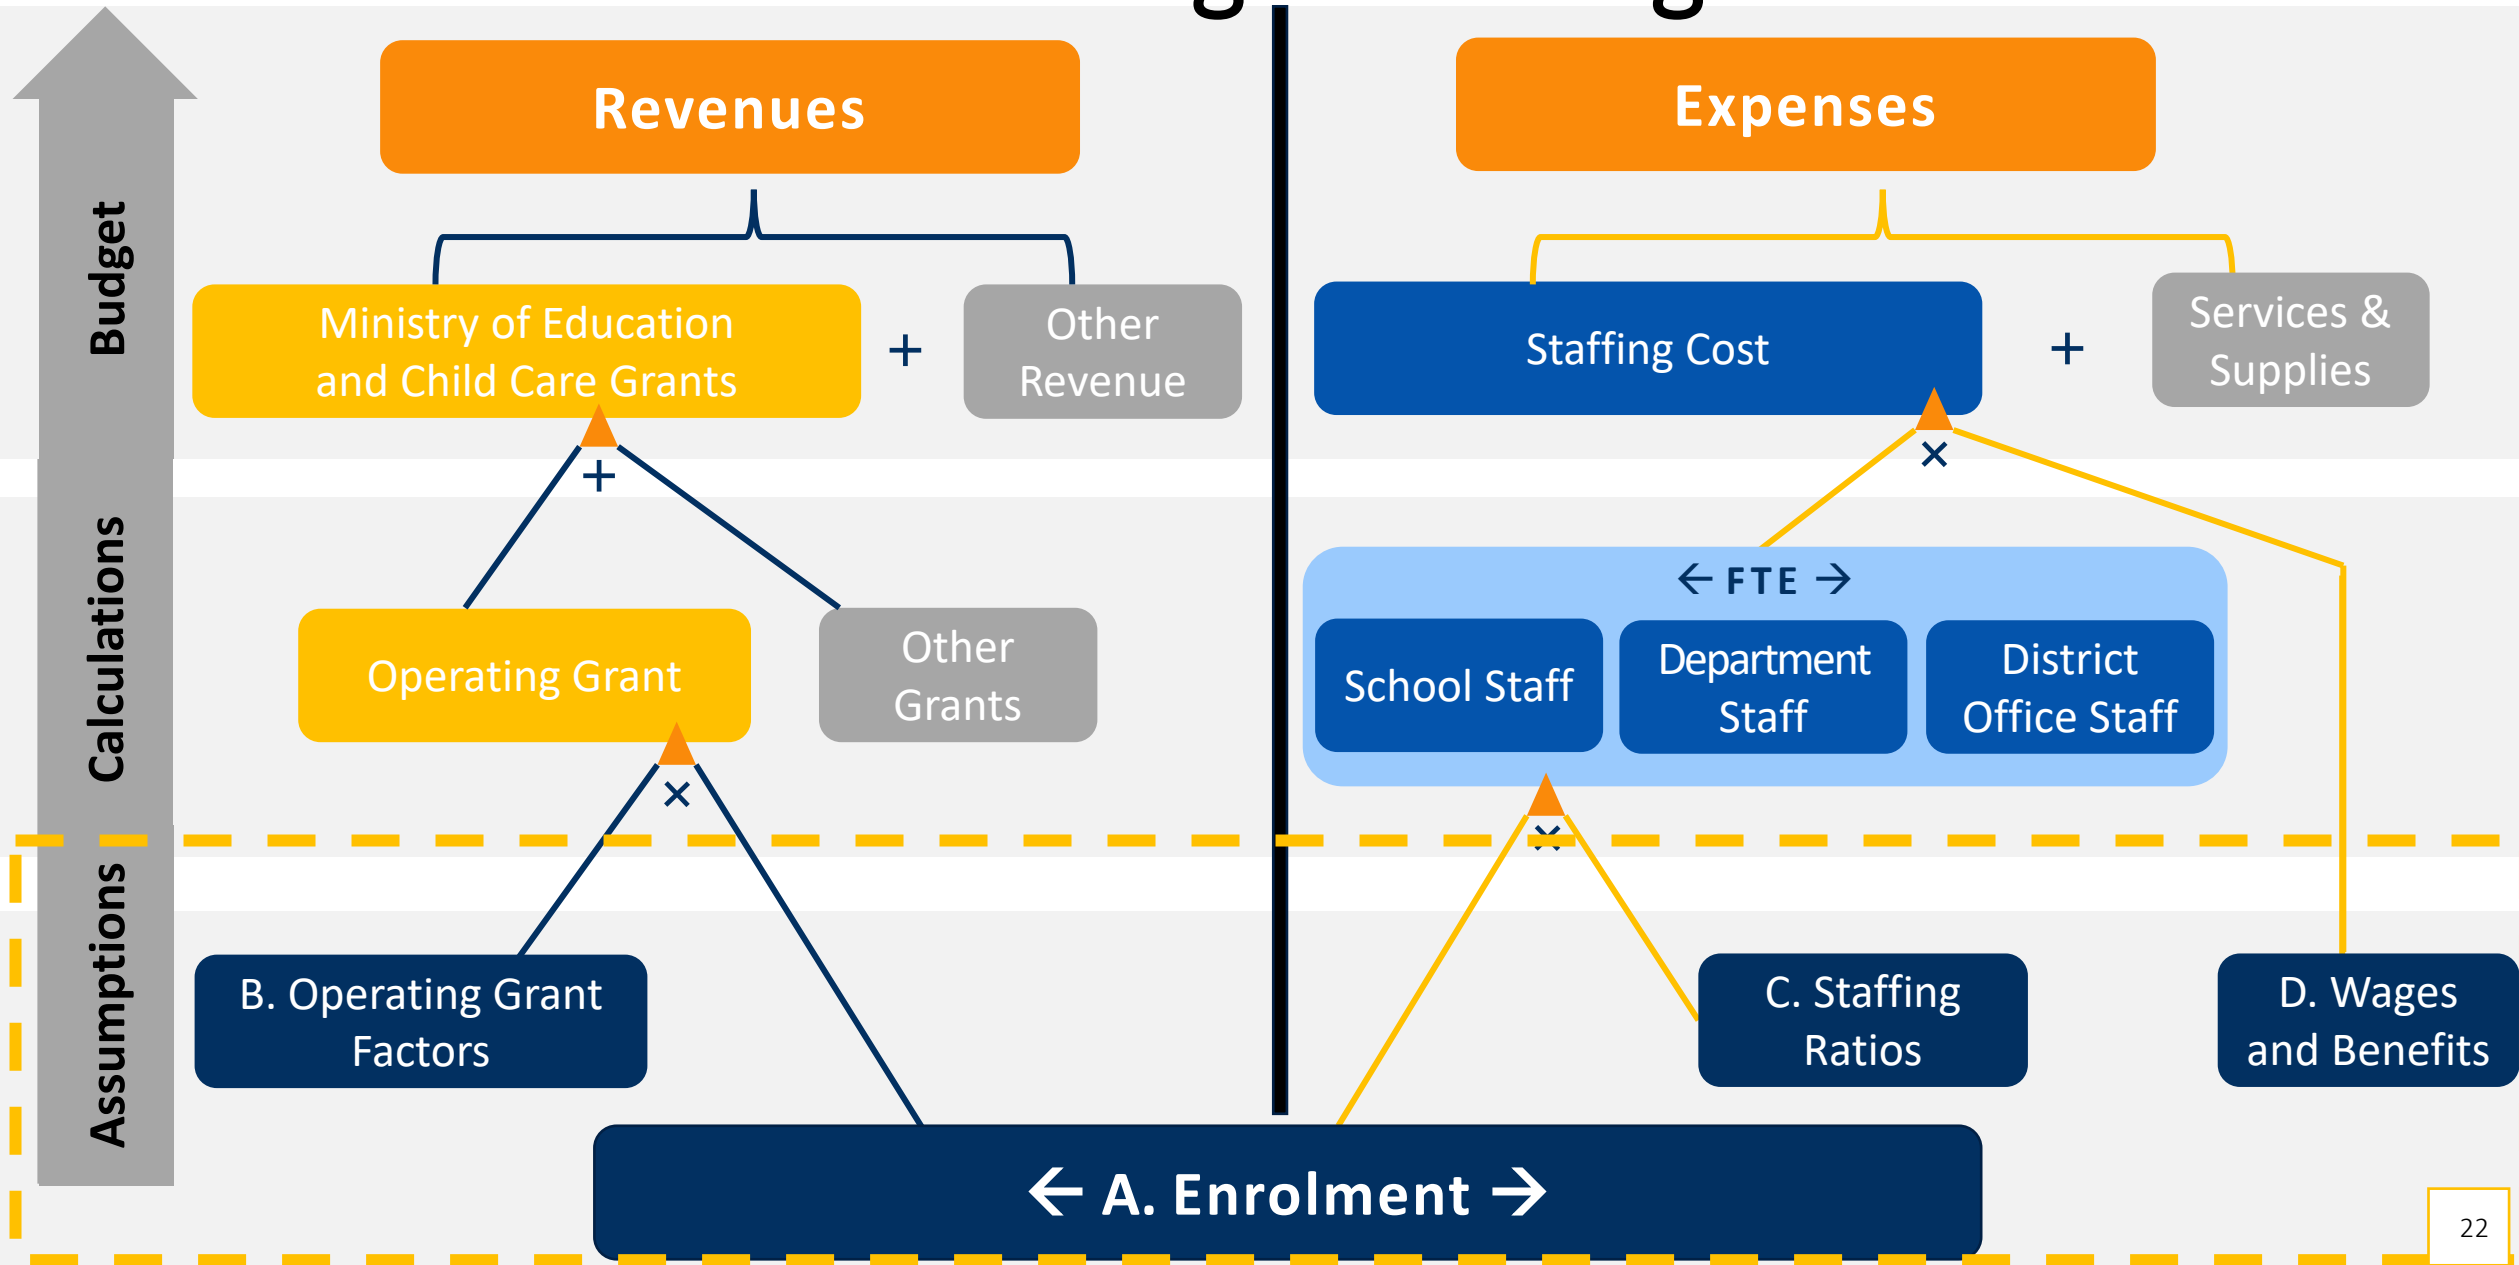 Revenues
Expenses
Budget
Ministry of Education
and Child Care Grants
+
Other
Revenue
Staffing Cost
+
Services &
Supplies
+
×
Calculations
← FTE →
Operating Grant
Other
Grants
School Staff
Department
Staff
District
Office Staff
×
×
Assumptions
B. Operating Grant
Factors
C. Staffing
Ratios
D. Wages
and Benefits
← A. Enrolment →
22